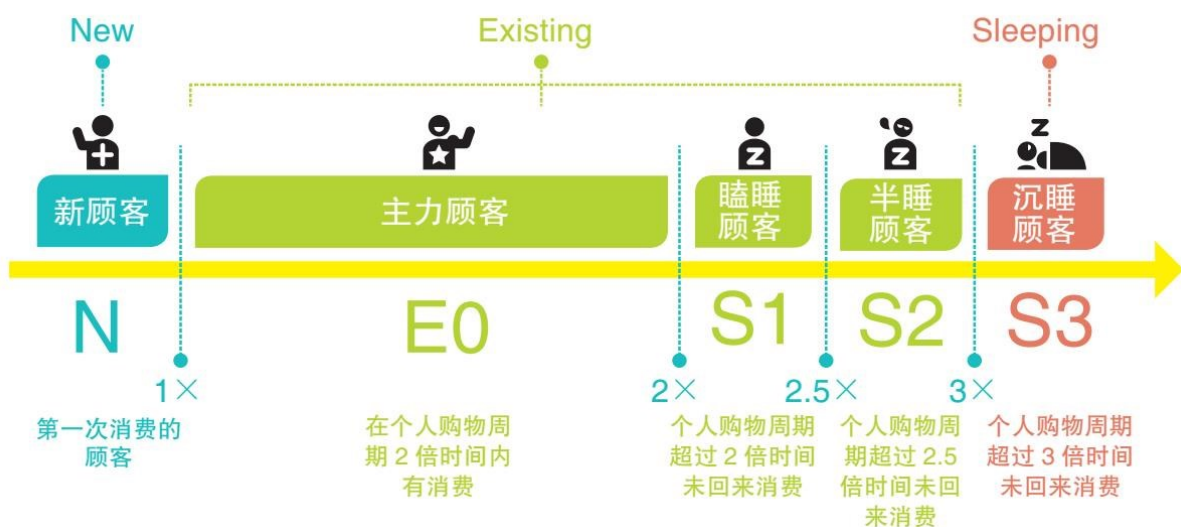 New
Existing
Sleeping
新顾客
主力顾客
瞌睡
顾客
半睡
顾客
沉睡
顾客
N
E0
S1
S2
S3
1×
2×
2.5×
3×
第一次消费的
顾客
在个人购物周
期 2 倍时间内
有消费
个人购物周期
超过 2 倍时间
未回来消费
个人购物周
期超过 2.5
倍时间未回
来消费
个人购物周期
超过 3 倍时间
未回来消费